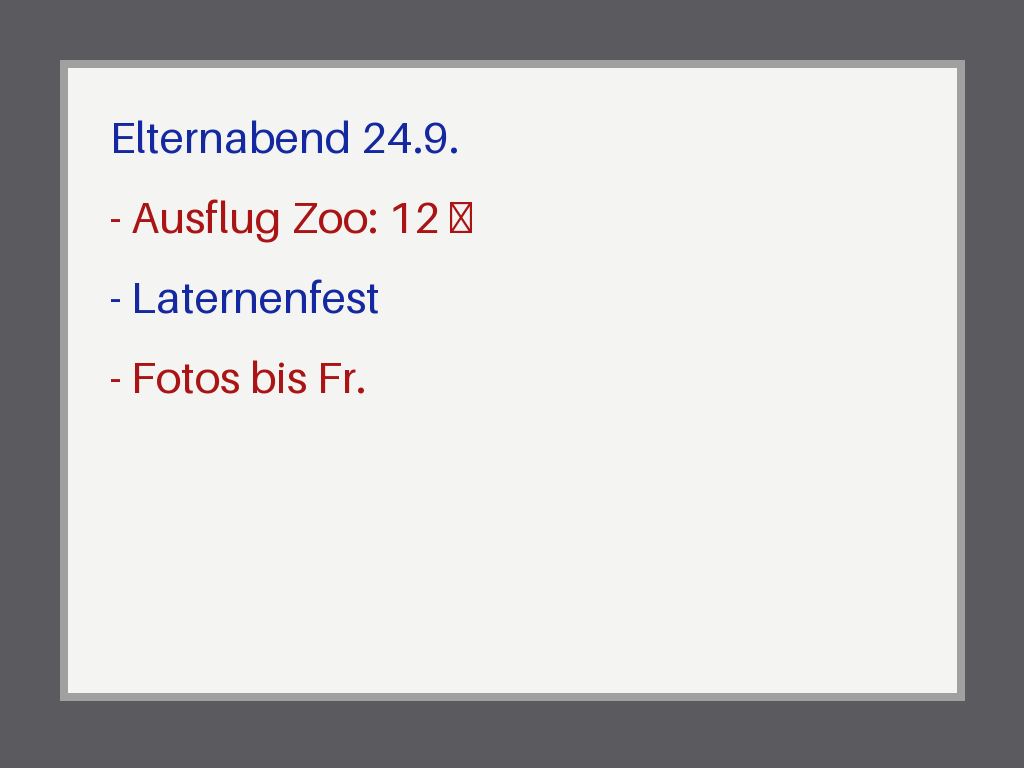 Elternabend 24.9.
- Ausflug Zoo: 12
- Laternenfest
- Fotos bis Fr.